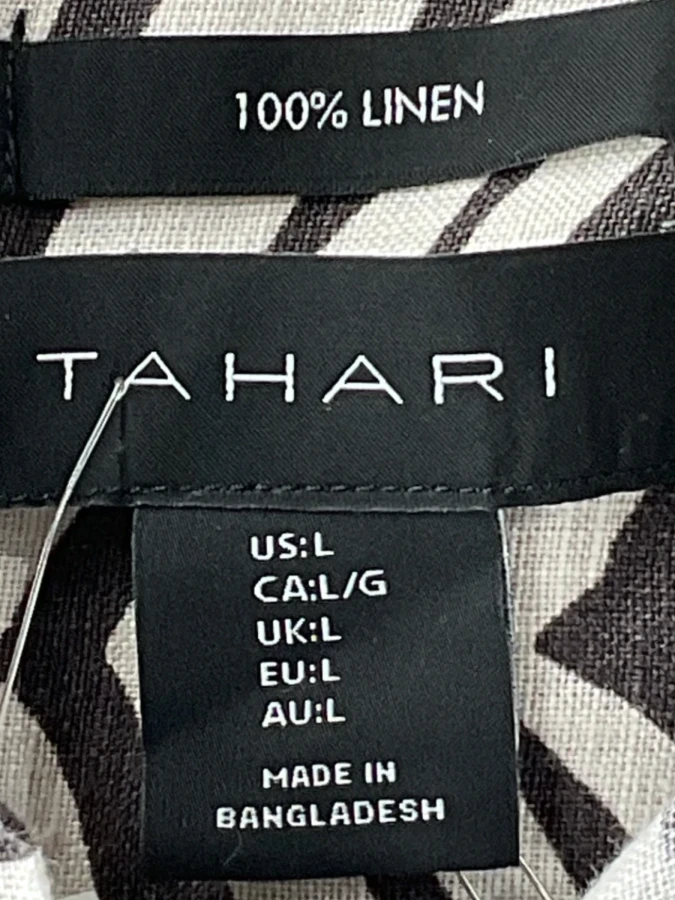 100% LINEN
TAHARI
US:L
CA:L/G
UK:L
EU:L
AU:L
MADE IN
BANGLADESH